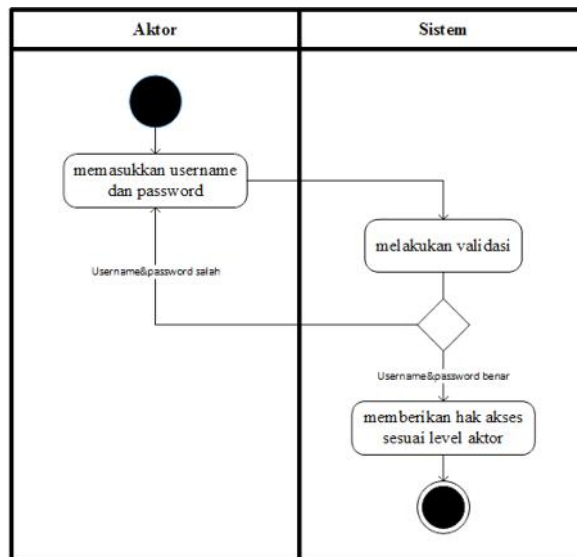 Aktor
Sistem
memasukkan username
dan password
melakukan validasi
Username&password salah
Username&password benar
memberikan hak akses
sesuai level aktor